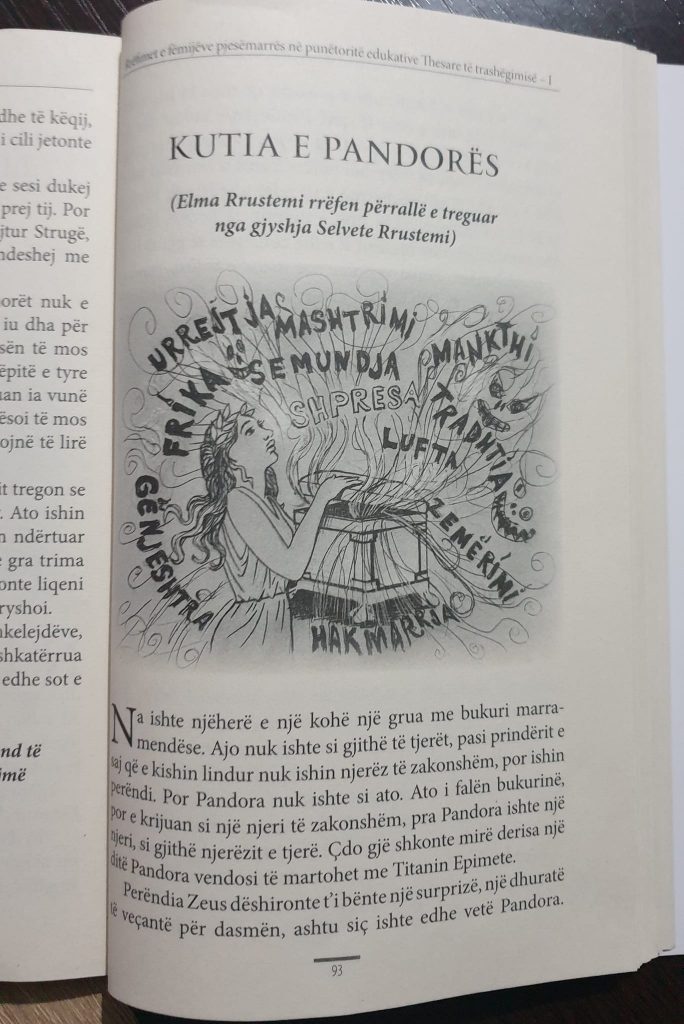 dhe të këqij,
i cili jetonte
e sesi dukej
prej tij. Por
jtur Strugë,
ndeshej me
orët nuk e
iu dha për
sën të mos
ëpitë e tyre
uan ia vunë
ësoi të mos
ojnë të lirë
it tregon se
. Ato ishin
n ndërtuar
e gra trima
onte liqeni
ryshoi.
nkelejdëve,
shkatërrua
edhe sot e
nd të
imë
e fëmijëve pjesëmarrës në punëtoritë edukative Thesare të trashëgimisë – 1
KUTIA E PANDORËS
(Elma Rrustemi rrëfen përrallë e treguar
nga gjyshja Selvete Rrustemi)
URREJTJA
MASHTRIMI
MANKTHI
FRIKA
SËMUNDJA
SHPRESA
TRADHTIA
LUFTA
GËNJESHTRA
ZEMËRIMI
HAKMARRJA
Na ishte njëherë e një kohë një grua me bukuri marra-
mendëse. Ajo nuk ishte si gjithë të tjerët, pasi prindërit e
saj që e kishin lindur nuk ishin njerëz të zakonshëm, por ishin
perëndi. Por Pandora nuk ishte si ato. Ato i falën bukurinë,
por e krijuan si një njeri të zakonshëm, pra Pandora ishte një
njeri, si gjithë njerëzit e tjerë. Çdo gjë shkonte mirë derisa një
ditë Pandora vendosi të martohet me Titanin Epimete.
Perëndia Zeus dëshironte t’i bënte një surprizë, një dhuratë
të veçantë për dasmën, ashtu siç ishte edhe vetë Pandora.
93